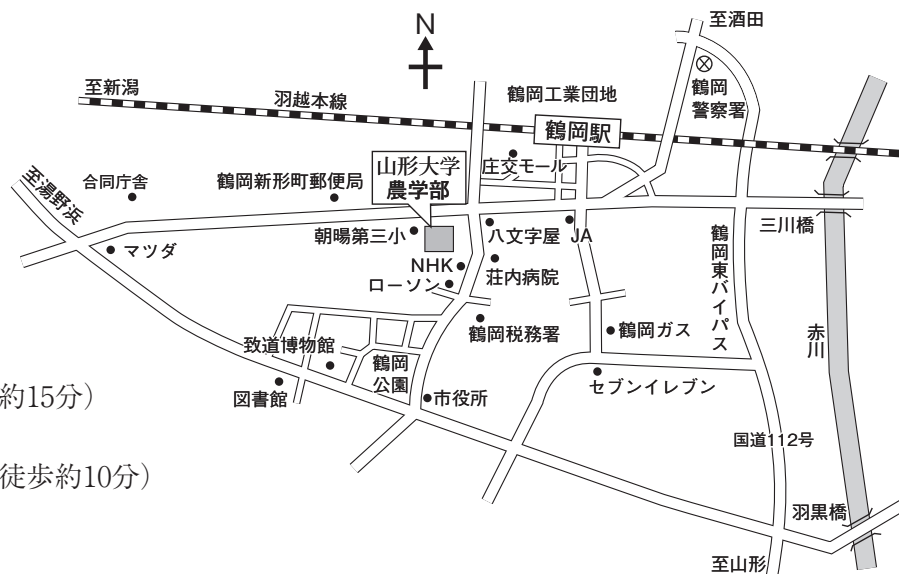 N
至酒田
鶴岡
警察署
至新潟
羽越本線
鶴岡工業団地
鶴岡駅
庄交モール
山形大学
農学部
至湯野浜
合同庁舎
鶴岡新形町郵便局
三川橋
マツダ
朝暘第三小
八文字屋
JA
NHK
ローソン
荘内病院
鶴岡東バイパス
赤川
鶴岡税務署
鶴岡ガス
致道博物館
鶴岡
公園
図書館
市役所
セブンイレブン
約15分）
国道112号
徒歩約10分）
羽黒橋
至山形